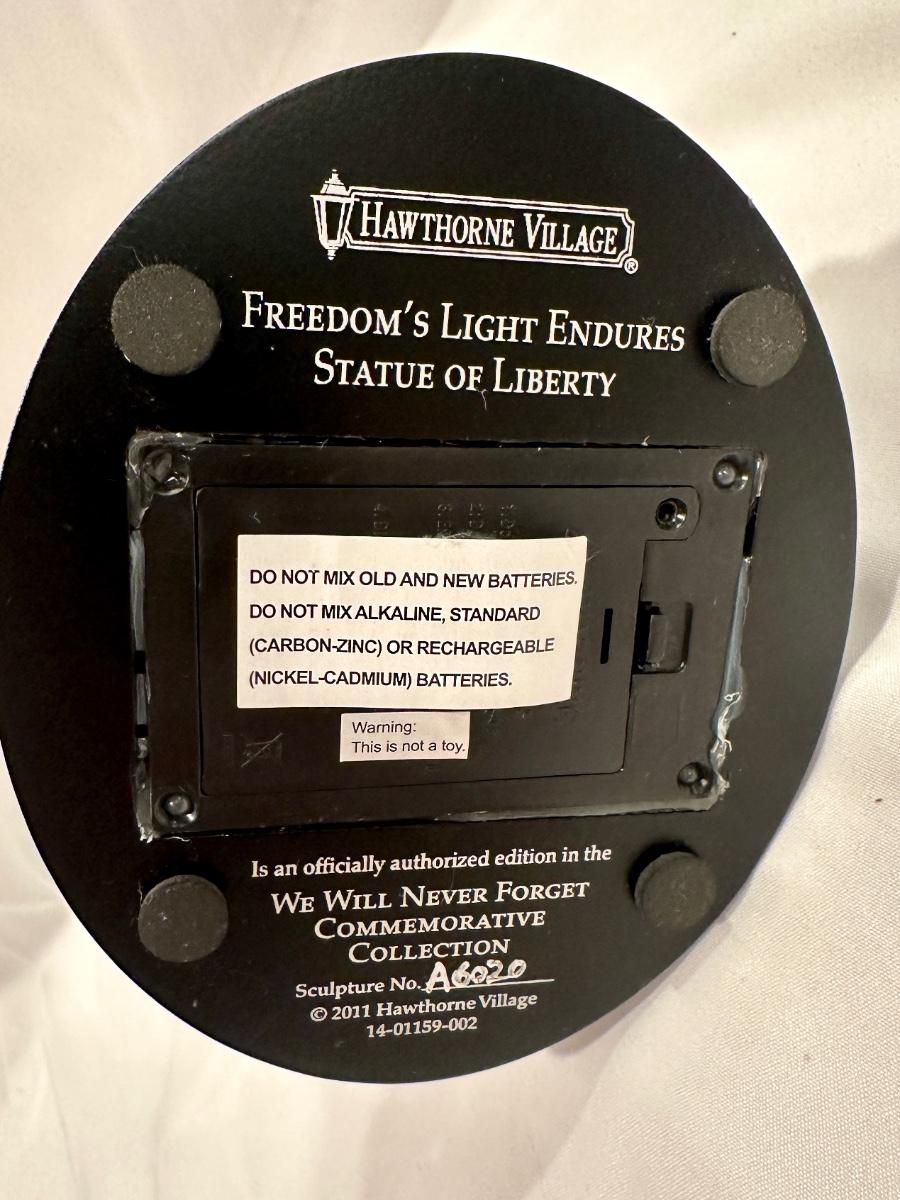 HAWTHORNE VILLAGE®
FREEDOM'S LIGHT ENDURES
STATUE OF LIBERTY
DO NOT MIX OLD AND NEW BATTERIES.
DO NOT MIX ALKALINE, STANDARD
(CARBON-ZINC) OR RECHARGEABLE
(NICKEL-CADMIUM) BATTERIES.
Warning:
This is not a toy.
Is an officially authorized edition in the
WE WILL NEVER FORGET
COMMEMORATIVE
COLLECTION
Sculpture No. A6020
© 2011 Hawthorne Village
14-01159-002